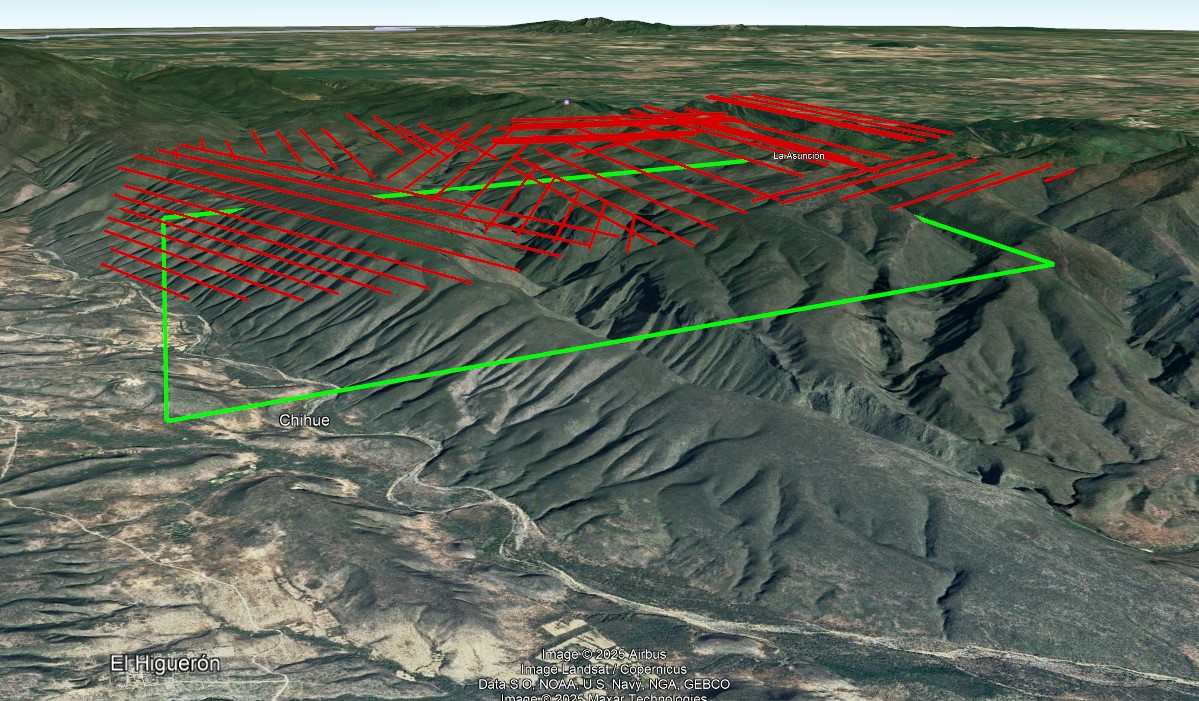 La Asunción
Chihue
El Higuerón
Image © 2025 Airbus
Image Landsat / Copernicus
Data SIO, NOAA, U.S. Navy, NGA, GEBCO
Image © 2025 Maxar Technologies